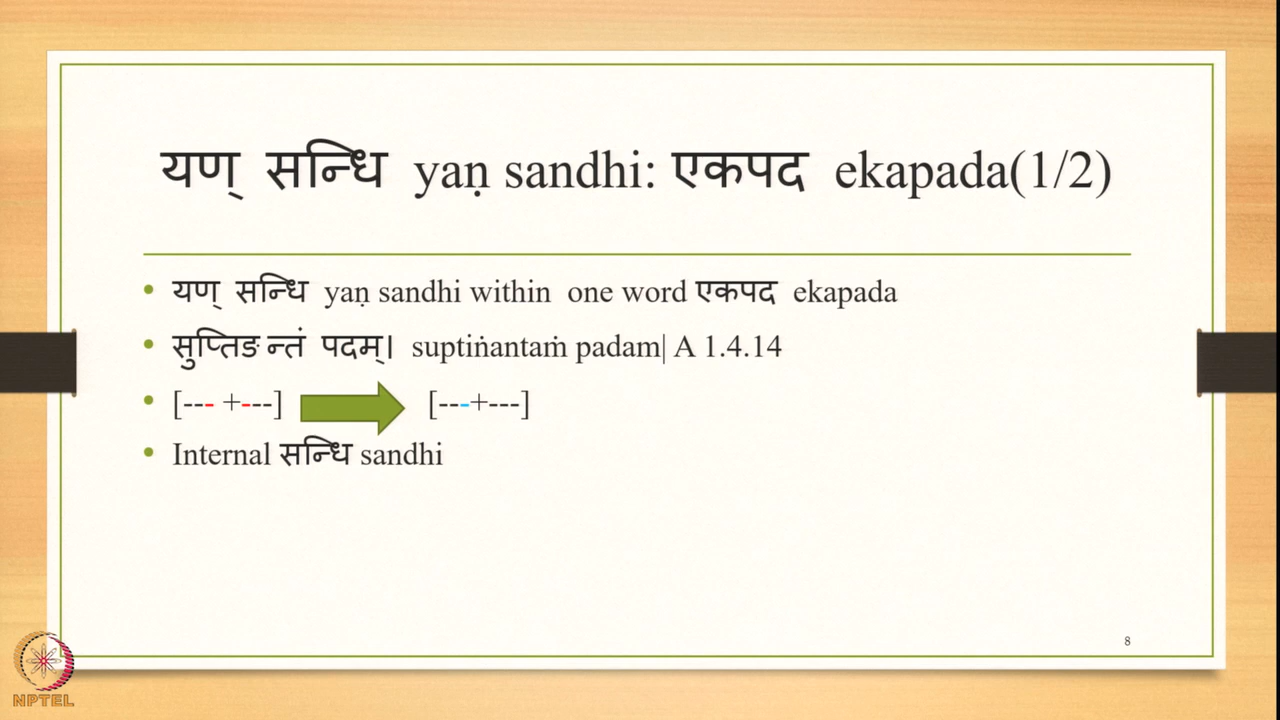 यण् सन्धि yaṇ sandhi: एकपद ekapada(1/2)
• यण् सन्धि yaṇ sandhi within one word एकपद ekapada
• सुप्तिङन्तं पदम्। suptiṅantaṁ padam| A 1.4.14
• [--- +---] [---+---]
• Internal सन्धि sandhi
8
NPTEL